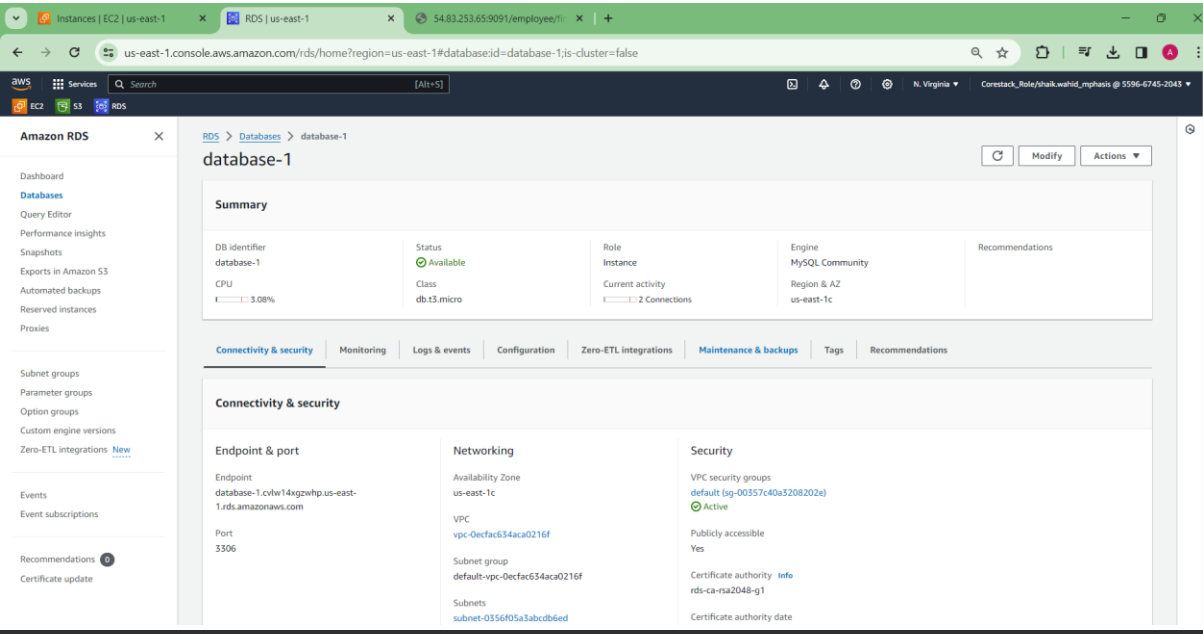 Instances | EC2 | us-east-1
RDS | us-east-1
54.83.253.65:9091/employee/fi
us-east-1.console.aws.amazon.com/rds/home?region=us-east-1#database:id=database-1;is-cluster=false
A
aws
Services
Search
[Alt+S]
N. Virginia
Corestack_Role/shaik.wahid_mphasis @ 5596-6745-2043
EC2
S3
RDS
Amazon RDS
Dashboard
Databases
Query Editor
Performance insights
Snapshots
Exports in Amazon S3
Automated backups
Reserved instances
Proxies
Subnet groups
Parameter groups
Option groups
Custom engine versions
Zero-ETL integrations New
Events
Event subscriptions
Recommendations 0
Certificate update
RDS > Databases > database-1
database-1
Modify
Actions
Summary
DB identifier
database-1
Status
Available
Role
Instance
Engine
MySQL Community
Recommendations
CPU
3.08%
Class
db.t3.micro
Current activity
2 Connections
Region & AZ
us-east-1c
Connectivity & security
Monitoring
Logs & events
Configuration
Zero-ETL integrations
Maintenance & backups
Tags
Recommendations
Connectivity & security
Endpoint & port
Endpoint
database-1.cvlw14xgzwhp.us-east-
1.rds.amazonaws.com
Port
3306
Networking
Availability Zone
us-east-1c
VPC
vpc-0ecfac634aca0216f
Subnet group
default-vpc-0ecfac634aca0216f
Subnets
subnet-0356f05a3abcdb6ed
Security
VPC security groups
default (sg-00357c40a3208202e)
Active
Publicly accessible
Yes
Certificate authority Info
rds-ca-rsa2048-g1
Certificate authority date